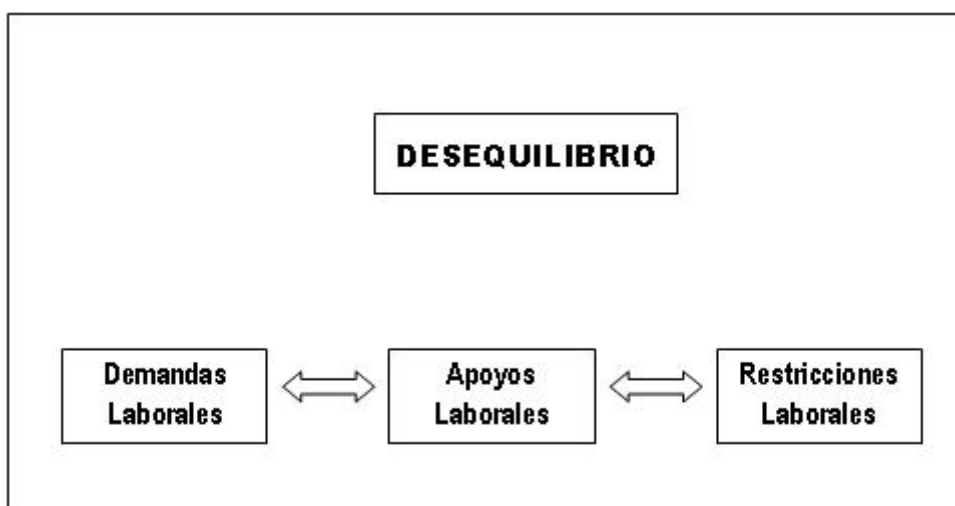 DESEQUILIBRIO
Demandas
Laborales
Apoyos
Laborales
Restricciones
Laborales